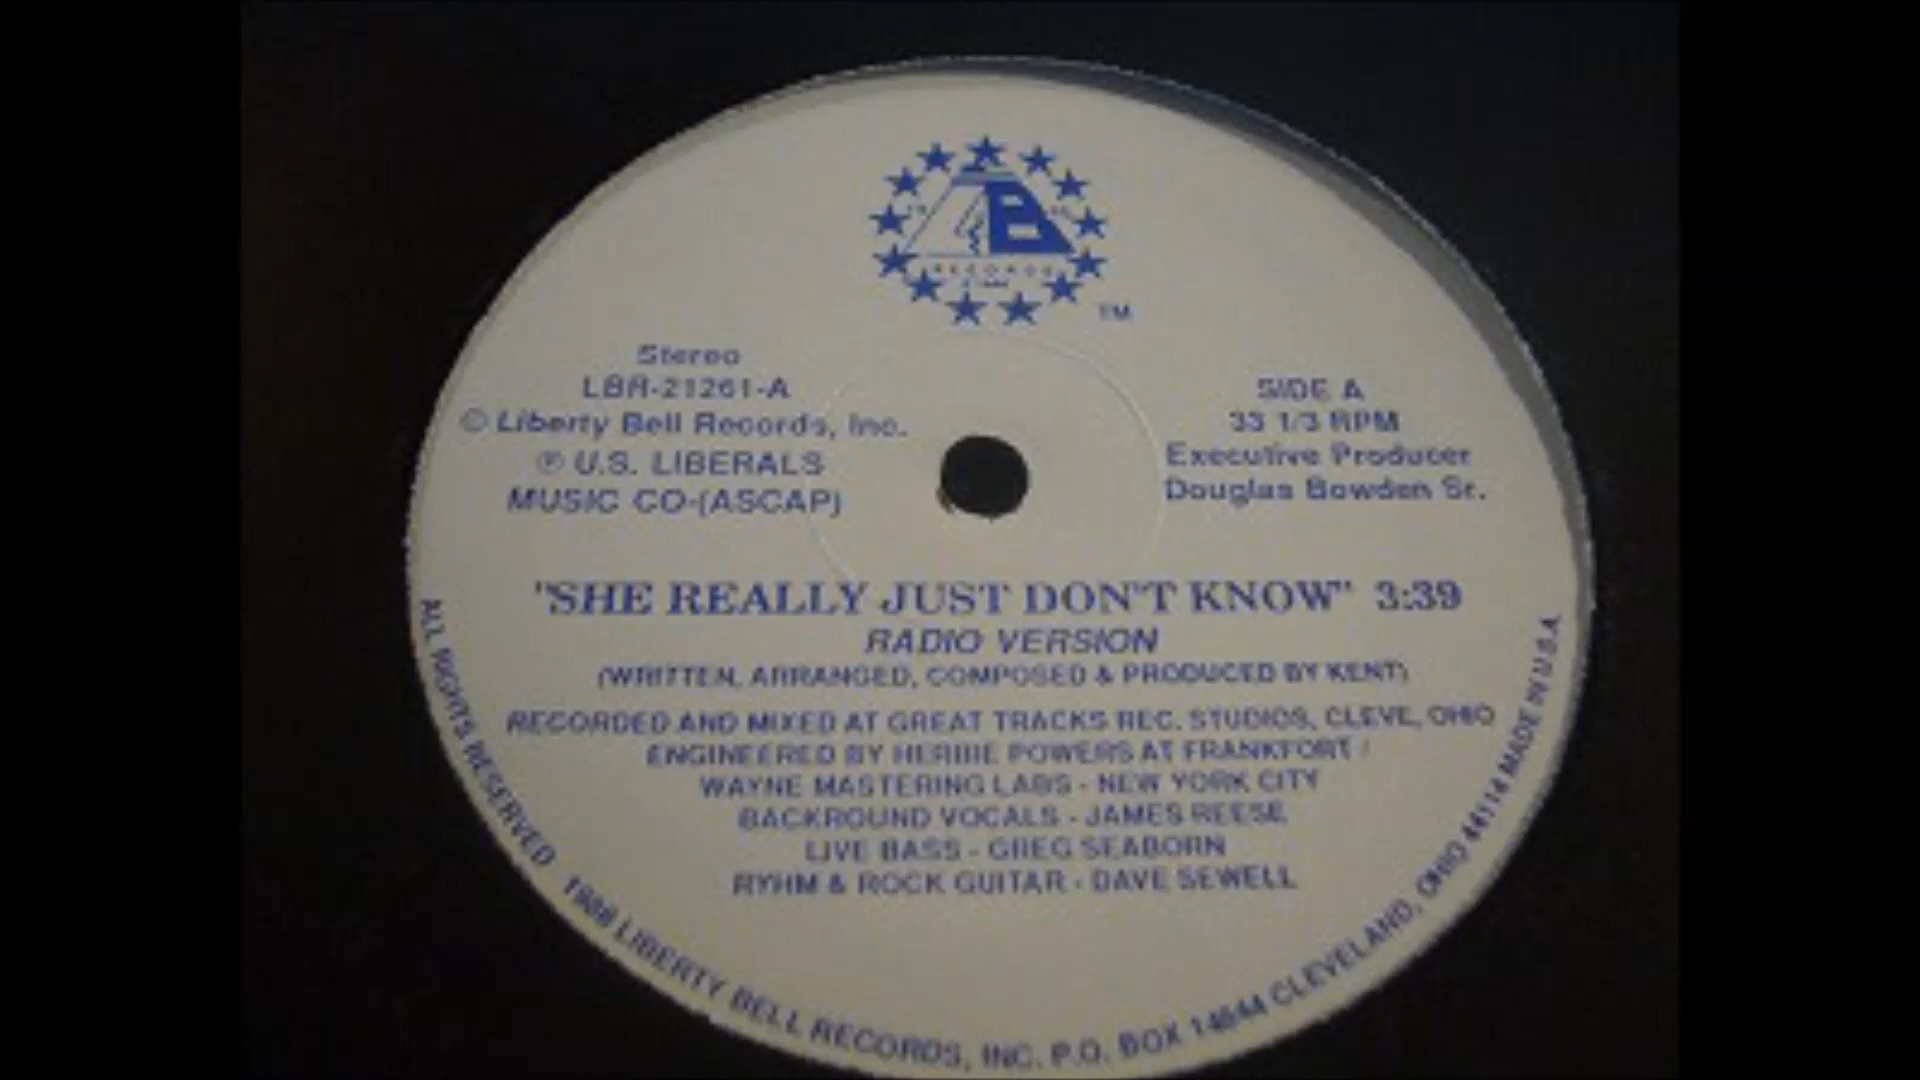 LB
RECORDS
TM
Stereo
LBR-21261-A
© Liberty Bell Records, Inc.
℗ U.S. LIBERALS
MUSIC CO-(ASCAP)
SIDE A
33 1/3 RPM
Executive Producer
Douglas Bowden Sr.
"SHE REALLY JUST DON'T KNOW" 3:39
RADIO VERSION
(WRITTEN, ARRANGED, COMPOSED & PRODUCED BY KENT)
RECORDED AND MIXED AT GREAT TRACKS REC. STUDIOS, CLEVE, OHIO
ENGINEERED BY HERBIE POWERS AT FRANKFORT /
WAYNE MASTERING LABS - NEW YORK CITY
BACKROUND VOCALS - JAMES REESE
LIVE BASS - GREG SEABORN
RYHM & ROCK GUITAR - DAVE SEWELL
ALL RIGHTS RESERVED 1988 LIBERTY BELL RECORDS, INC. P.O. BOX 14644 CLEVELAND, OHIO 44114 MADE IN U.S.A.